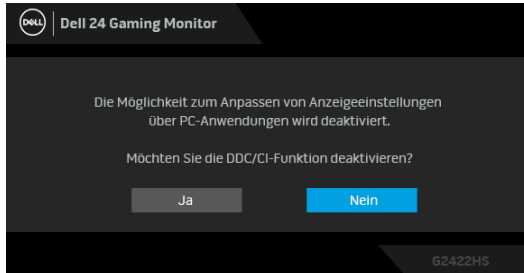 DELL
Dell 24 Gaming Monitor
Die Möglichkeit zum Anpassen von Anzeigeeinstellungen
über PC-Anwendungen wird deaktiviert.
Möchten Sie die DDC/CI-Funktion deaktivieren?
Ja
Nein
G2422HS